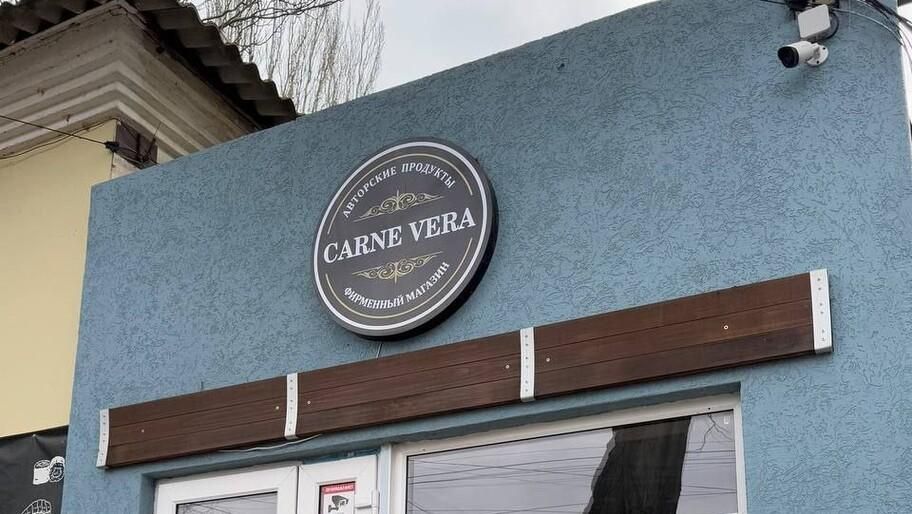 АВТОРСКИЕ ПРОДУКТЫ
CARNE VERA
ФИРМЕННЫЙ МАГАЗИН